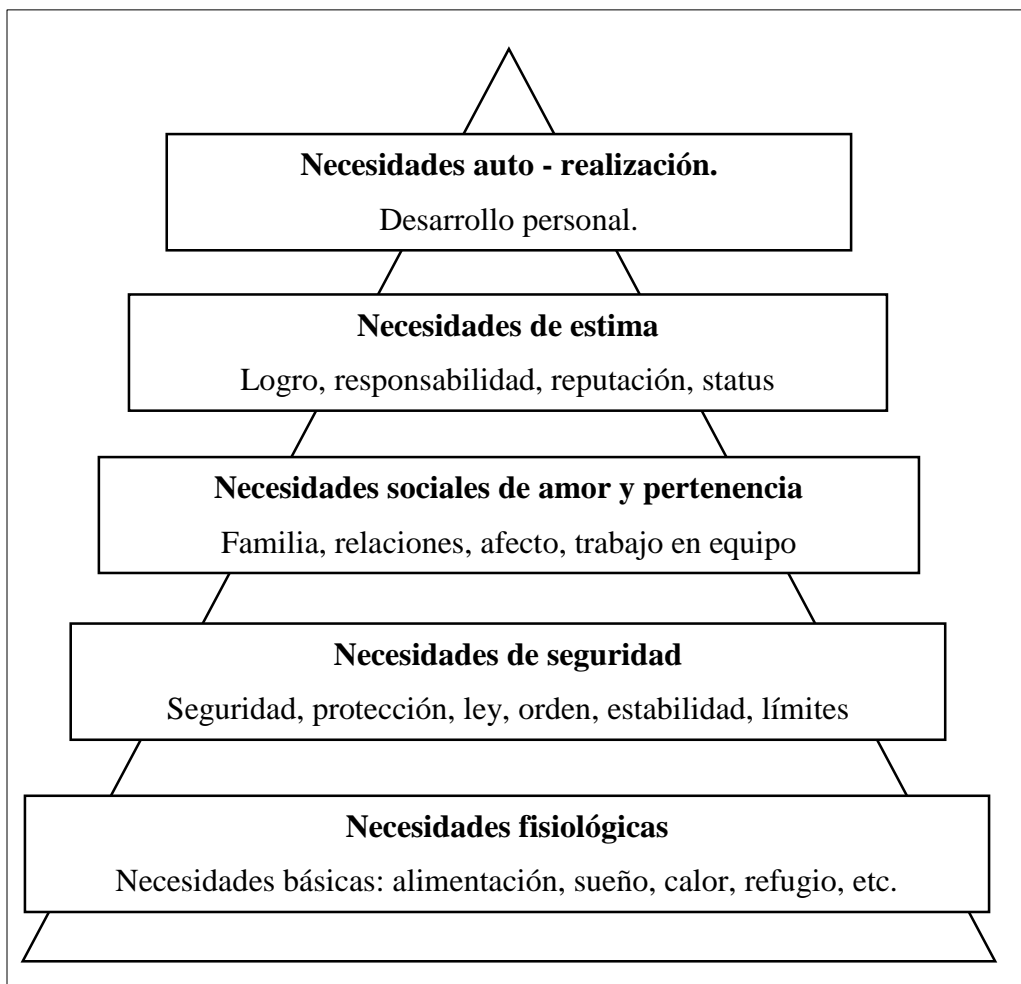 Necesidades auto - realización.
Desarrollo personal.
Necesidades de estima
Logro, responsabilidad, reputación, status
Necesidades sociales de amor y pertenencia
Familia, relaciones, afecto, trabajo en equipo
Necesidades de seguridad
Seguridad, protección, ley, orden, estabilidad, límites
Necesidades fisiológicas
Necesidades básicas: alimentación, sueño, calor, refugio, etc.